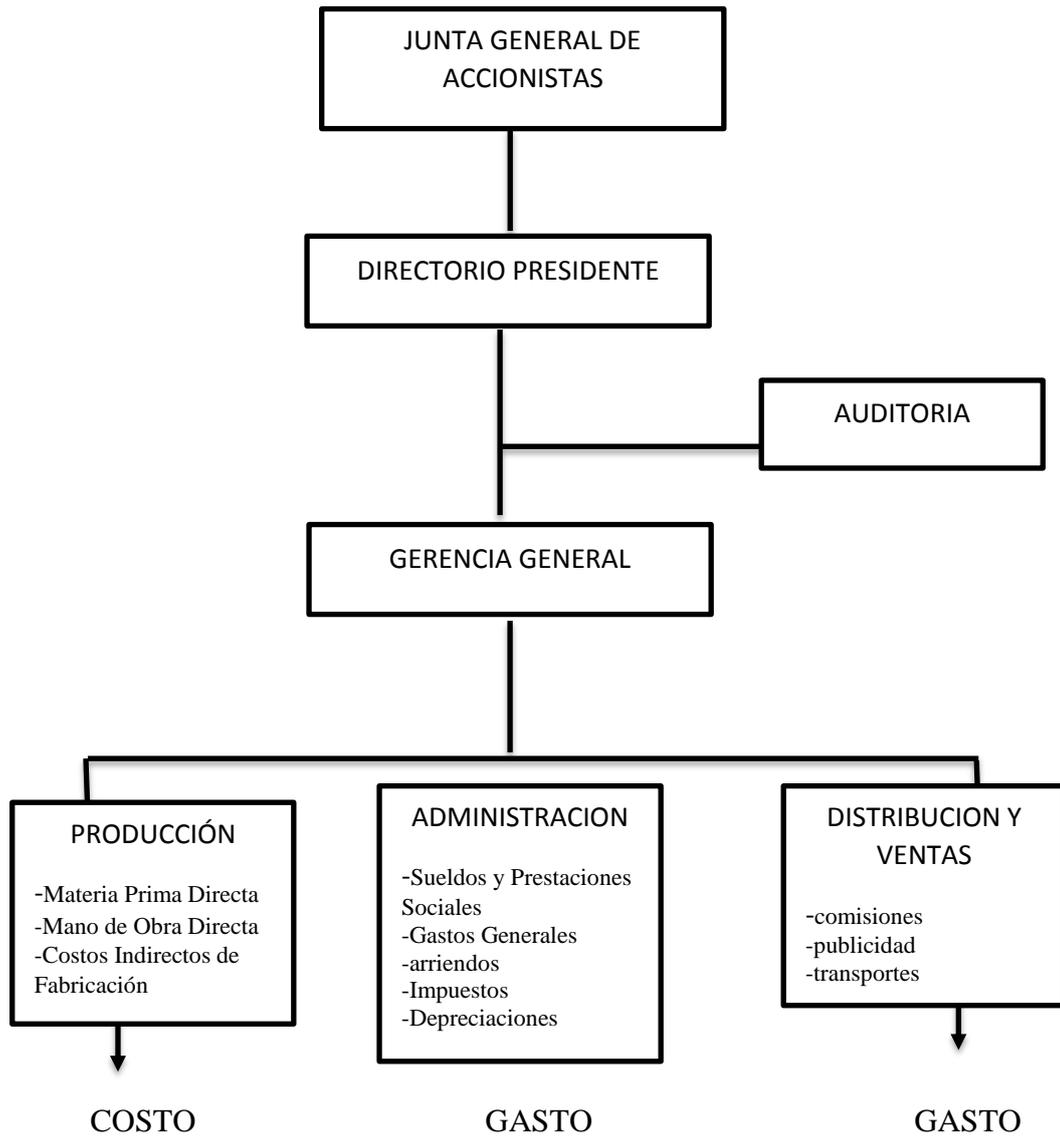 JUNTA GENERAL DE
ACCIONISTAS
DIRECTORIO PRESIDENTE
AUDITORIA
GERENCIA GENERAL
PRODUCCIÓN
-Materia Prima Directa
-Mano de Obra Directa
-Costos Indirectos de
Fabricación
ADMINISTRACION
-Sueldos y Prestaciones
Sociales
-Gastos Generales
-arriendos
-Impuestos
-Depreciaciones
DISTRIBUCION Y
VENTAS
-comisiones
-publicidad
-transportes
COSTO
GASTO
GASTO